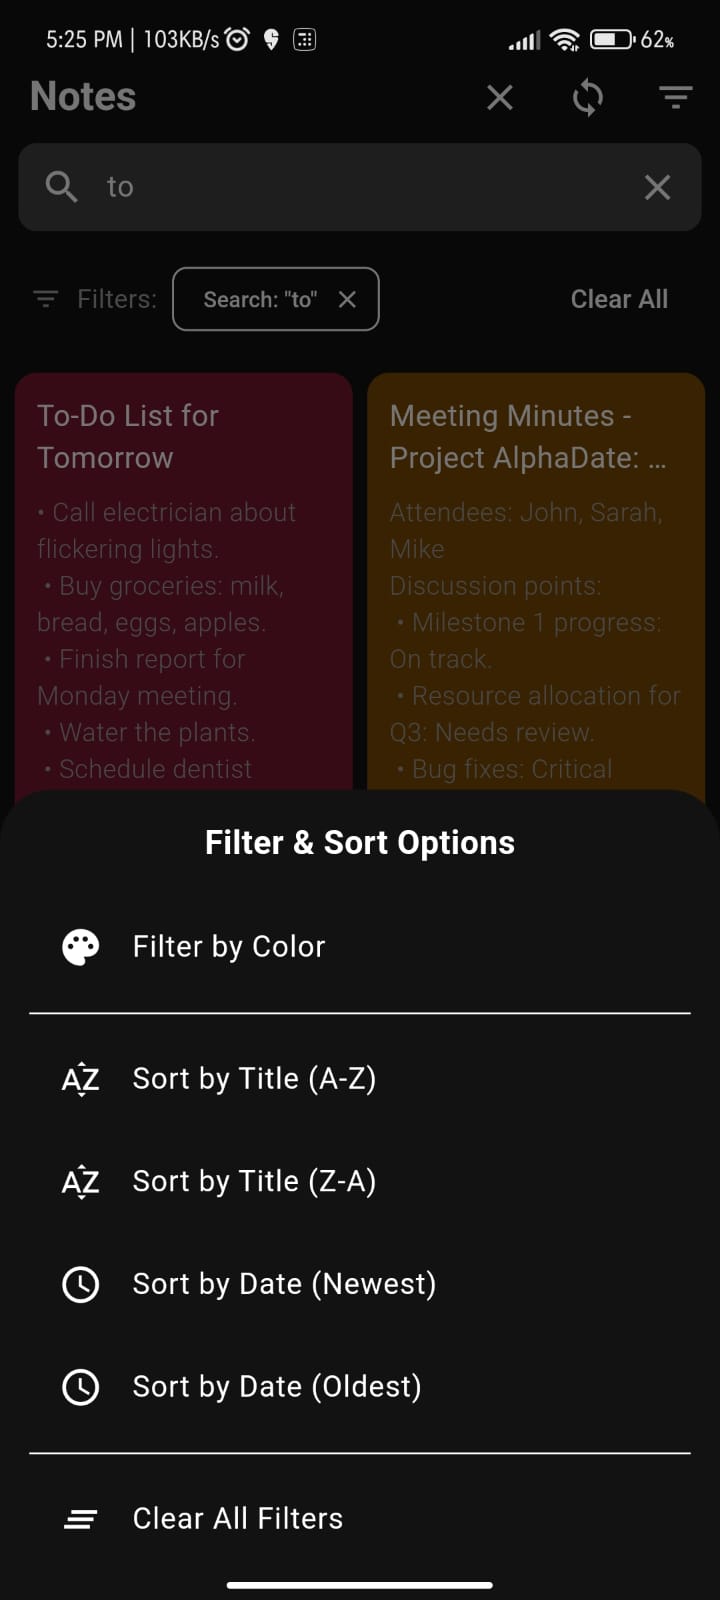 5:25 PM | 103KB/s 62%
Notes
to
Filters: Search: "to" Clear All
To-Do List for
Tomorrow
• Call electrician about
flickering lights.
• Buy groceries: milk,
bread, eggs, apples.
• Finish report for
Monday meeting.
• Water the plants.
• Schedule dentist
Meeting Minutes -
Project AlphaDate: ...
Attendees: John, Sarah,
Mike
Discussion points:
• Milestone 1 progress:
On track.
• Resource allocation for
Q3: Needs review.
• Bug fixes: Critical
Filter & Sort Options
Filter by Color
AZ Sort by Title (A-Z)
AZ Sort by Title (Z-A)
Sort by Date (Newest)
Sort by Date (Oldest)
Clear All Filters